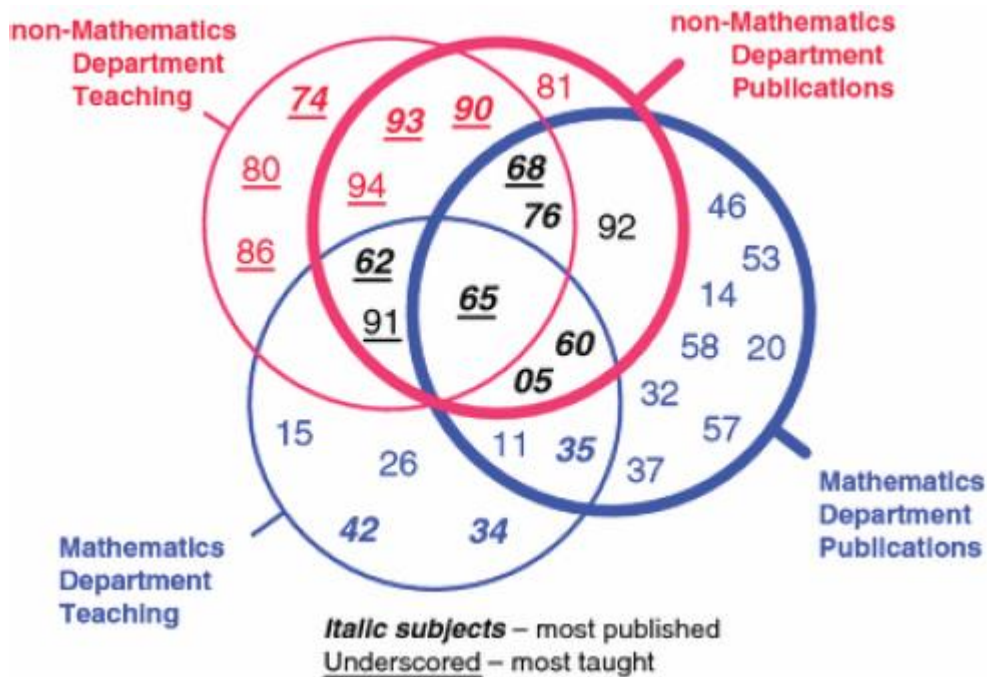 non-Mathematics
Department
Teaching
non-Mathematics
Department
Publications
74
93
90
81
80
94
68
76
92
46
86
62
53
91
65
14
60
58
20
05
32
15
26
11
35
57
37
42
34
Mathematics
Department
Publications
Mathematics
Department
Teaching
Italic subjects – most published
Underscored – most taught